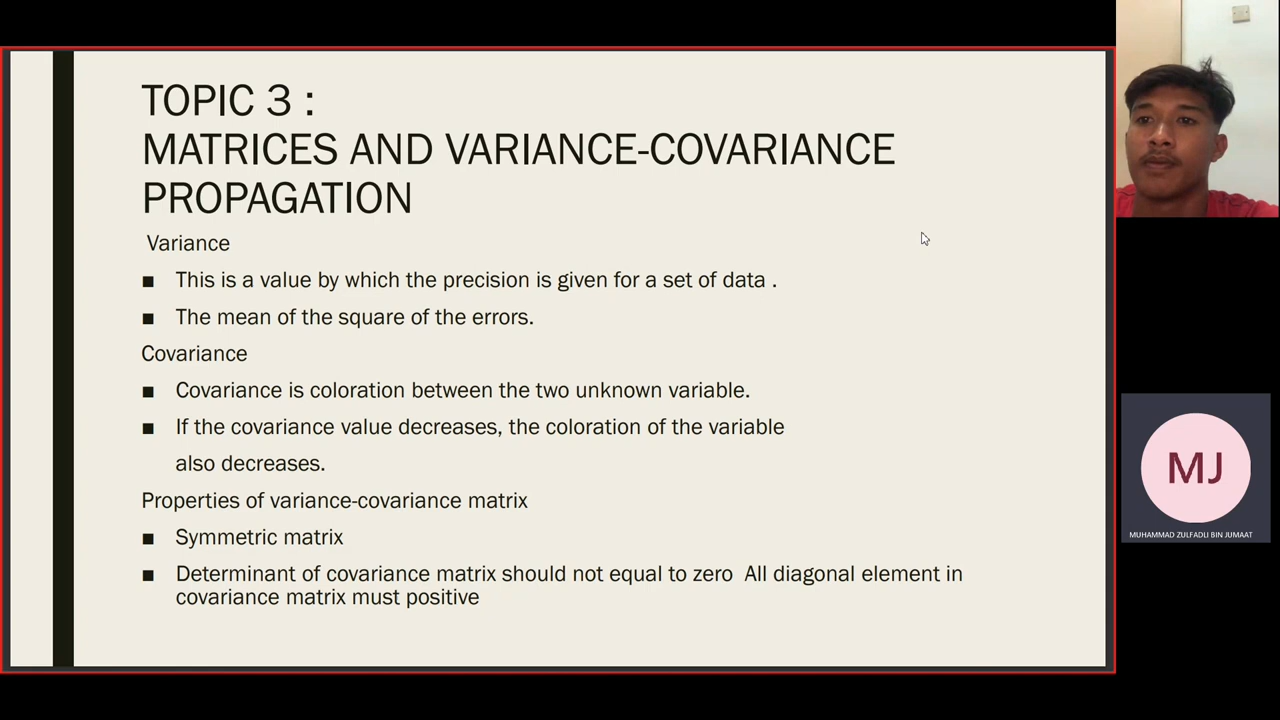 TOPIC 3 :
MATRICES AND VARIANCE-COVARIANCE
PROPAGATION
Variance
■ This is a value by which the precision is given for a set of data .
■ The mean of the square of the errors.
Covariance
■ Covariance is coloration between the two unknown variable.
■ If the covariance value decreases, the coloration of the variable
also decreases.
Properties of variance-covariance matrix
■ Symmetric matrix
■ Determinant of covariance matrix should not equal to zero All diagonal element in
covariance matrix must positive
MJ
MUHAMMAD ZULFADLI BIN JUMAAT